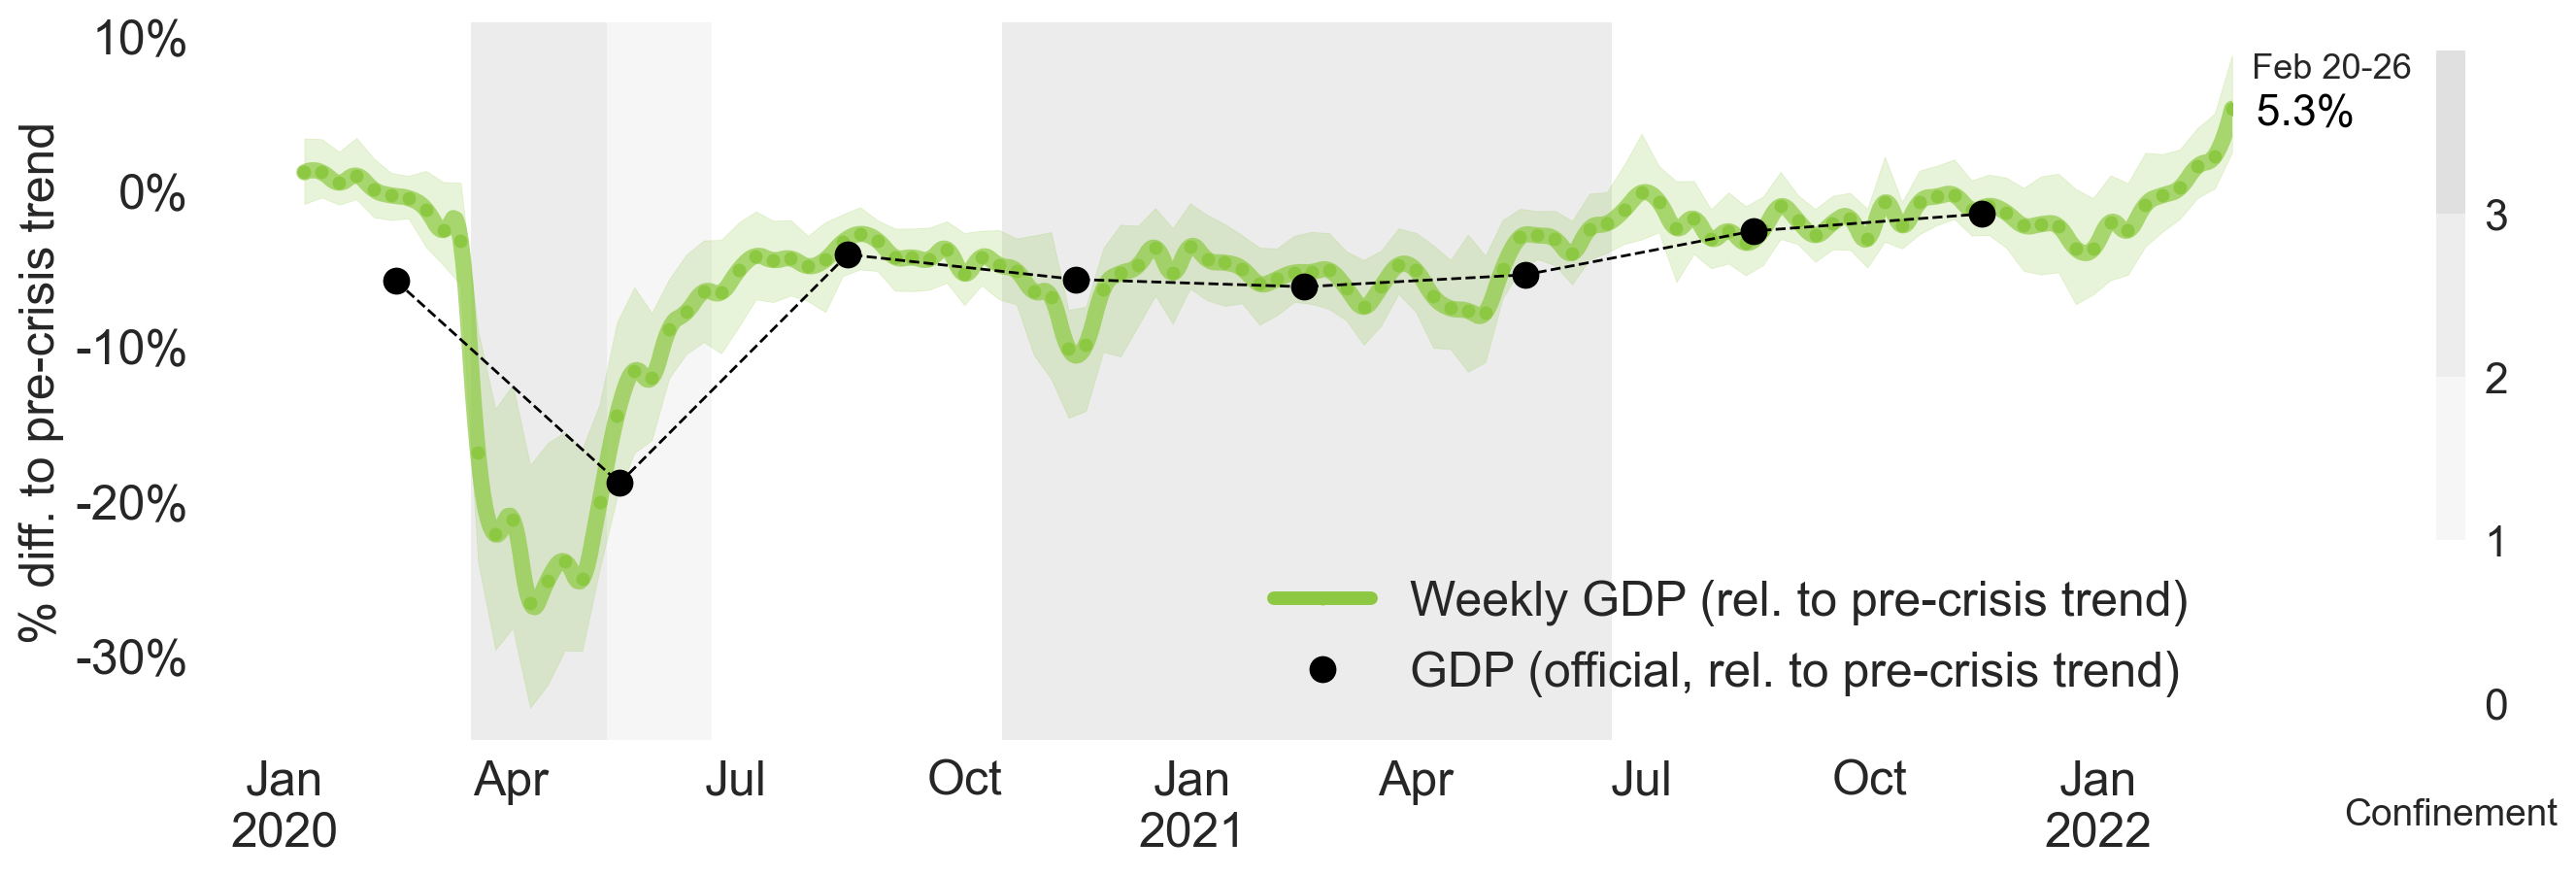 % diff. to pre-crisis trend
10%
0%
-10%
-20%
-30%
Feb 20-26
5.3%
Weekly GDP (rel. to pre-crisis trend)
GDP (official, rel. to pre-crisis trend)
Jan Apr Jul Oct Jan Apr Jul Oct Jan
2020 2021 2022
3
2
1
0
Confinement